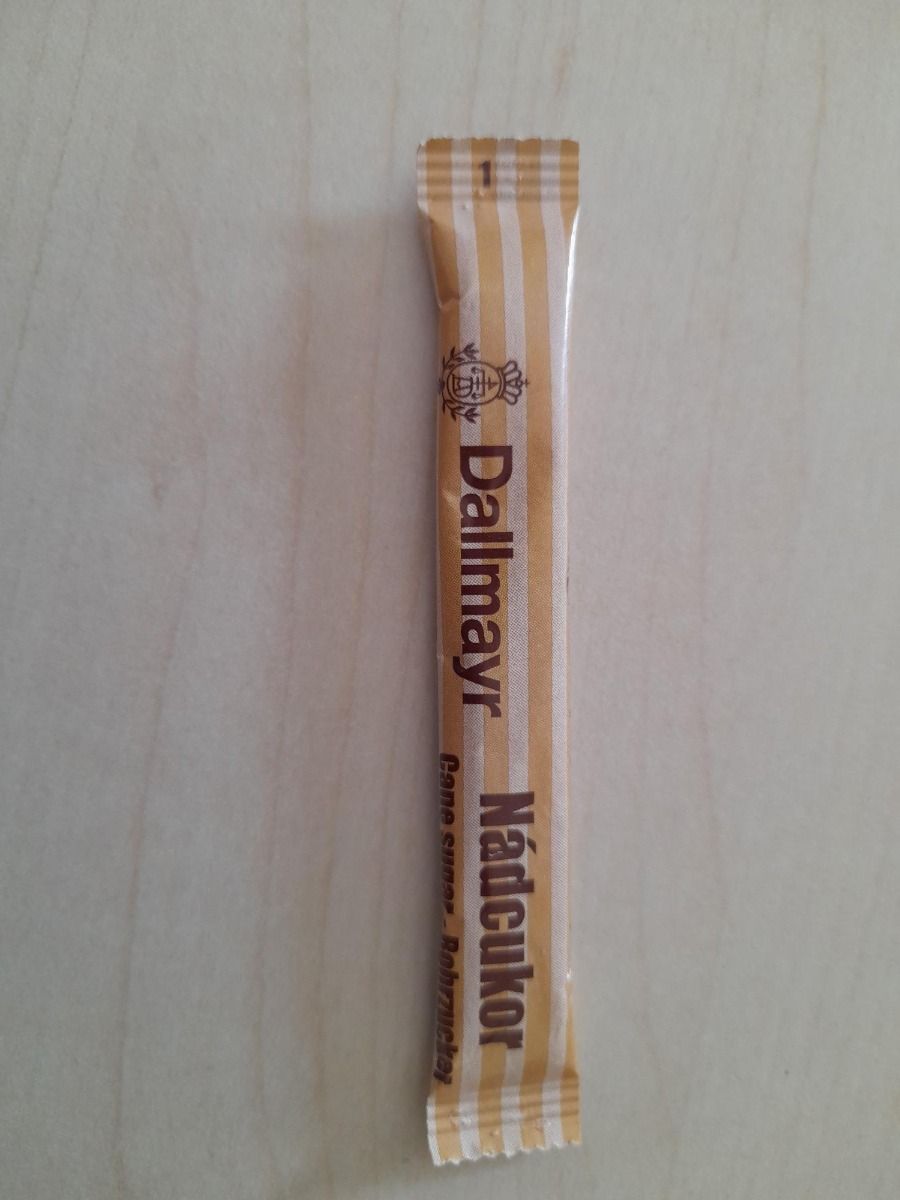 1
Dallmayr
Nádcukor
Cane sugar - Rohrzucker